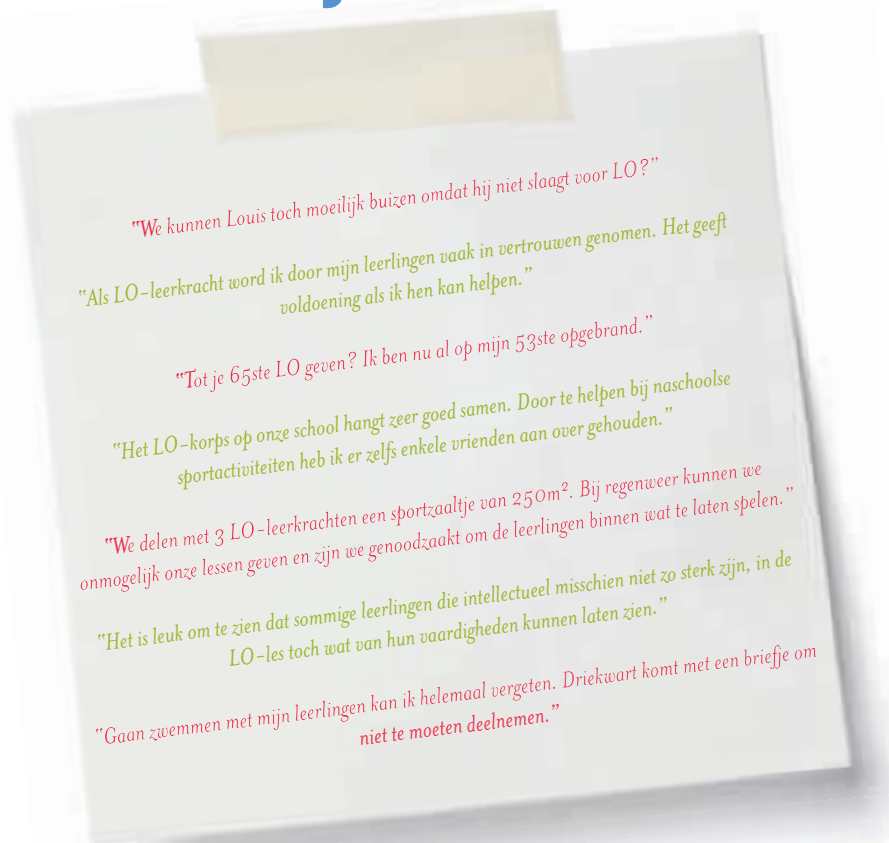 "We kunnen Louis toch moeilijk buizen omdat hij niet slaagt voor LO?"
"Als LO-leerkracht word ik door mijn leerlingen vaak in vertrouwen genomen. Het geeft
voldoening als ik hen kan helpen."
"Tot je 65ste LO geven? Ik ben nu al op mijn 53ste opgebrand."
"Het LO-korps op onze school hangt zeer goed samen. Door te helpen bij naschoolse
sportactiviteiten heb ik er zelfs enkele vrienden aan over gehouden."
"We delen met 3 LO-leerkrachten een sportzaaltje van 250m². Bij regenweer kunnen we
onmogelijk onze lessen geven en zijn we genoodzaakt om de leerlingen binnen wat te laten spelen."
"Het is leuk om te zien dat sommige leerlingen die intellectueel misschien niet zo sterk zijn, in de
LO-les toch wat van hun vaardigheden kunnen laten zien."
"Gaan zwemmen met mijn leerlingen kan ik helemaal vergeten. Driekwart komt met een briefje om
niet te moeten deelnemen."